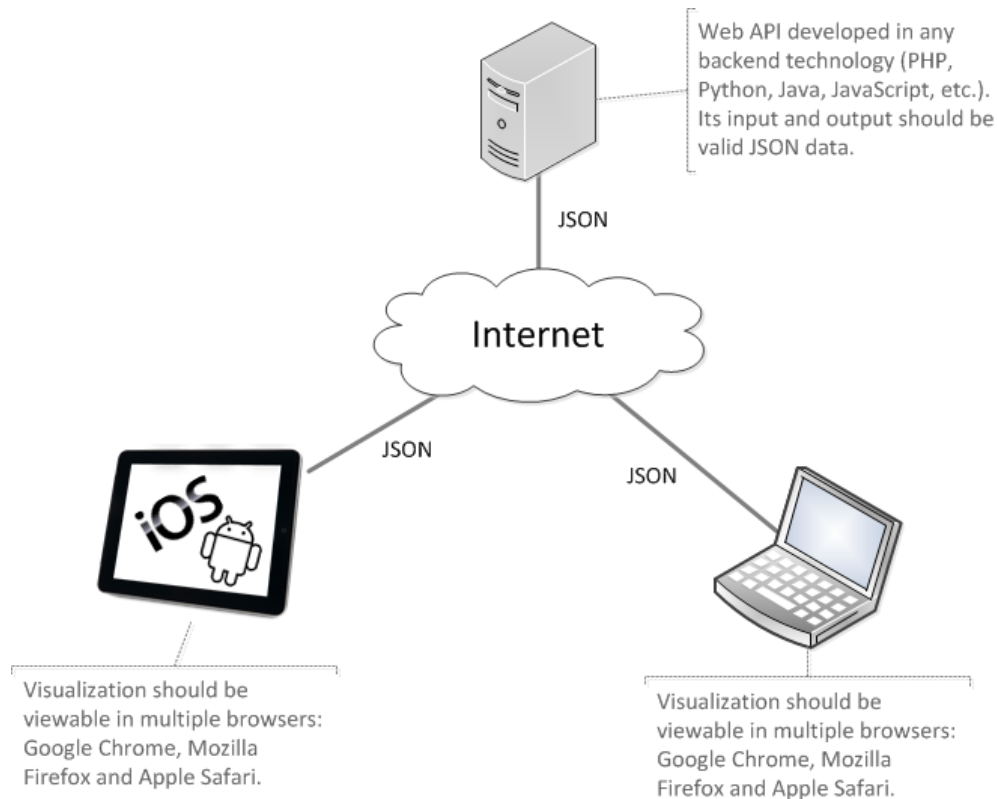 Web API developed in any
backend technology (PHP,
Python, Java, JavaScript, etc.).
Its input and output should be
valid JSON data.
JSON
Internet
JSON
JSON
iOS
Visualization should be
viewable in multiple browsers:
Google Chrome, Mozilla
Firefox and Apple Safari.
Visualization should be
viewable in multiple browsers:
Google Chrome, Mozilla
Firefox and Apple Safari.